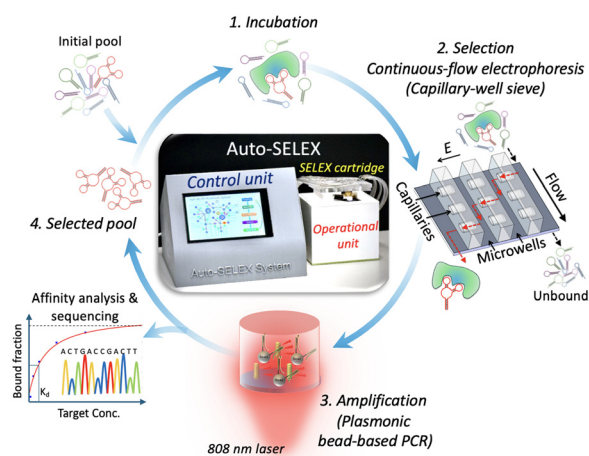 Initial pool
1. Incubation
2. Selection
Continuous-flow electrophoresis
(Capillary-well sieve)
E
Capillaries
Microwells
Flow
Unbound
Auto-SELEX
SELEX cartridge
Control unit
Operational
unit
Auto-SELEX System
4. Selected pool
Affinity analysis &
sequencing
ACTGACCGACTT
Bound fraction
Kd
Target Conc.
3. Amplification
(Plasmonic
bead-based PCR)
808 nm laser